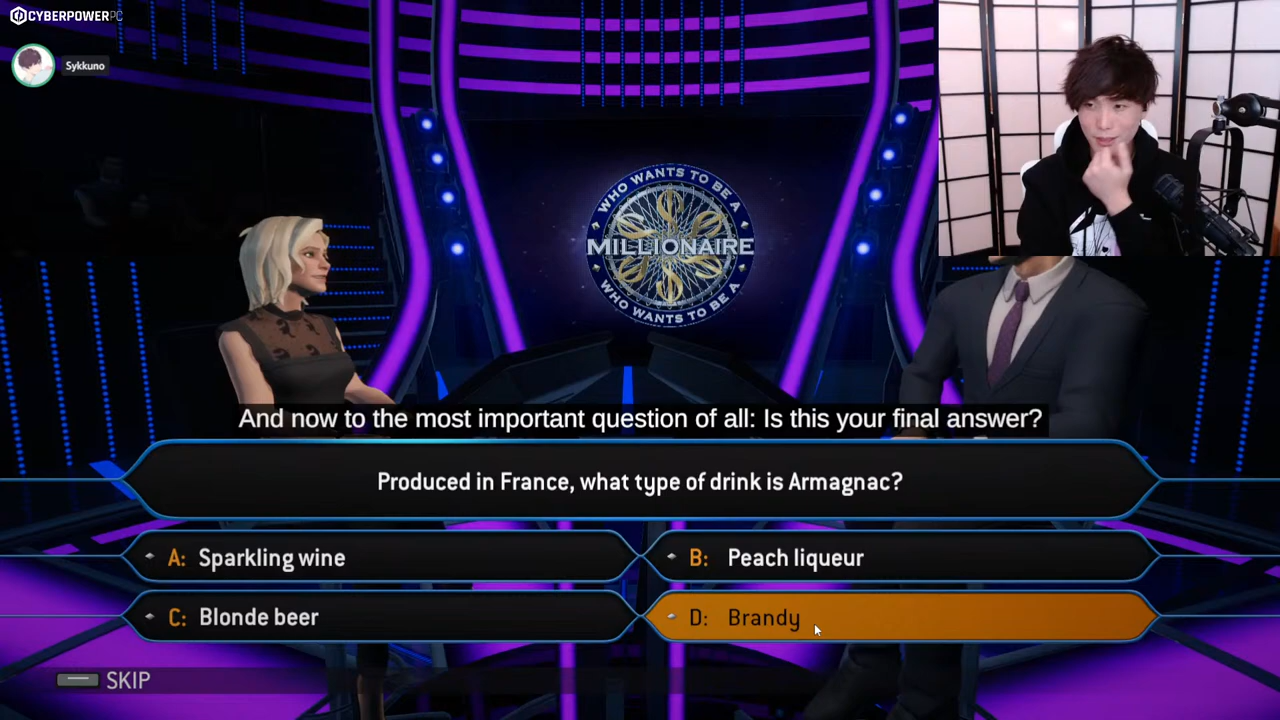 CYBERPOWERPC
Sykkuno
WHO WANTS TO BE A
MILLIONAIRE
WHO WANTS TO BE A
And now to the most important question of all: Is this your final answer?
Produced in France, what type of drink is Armagnac?
A: Sparkling wine
B: Peach liqueur
C: Blonde beer
D: Brandy
SKIP